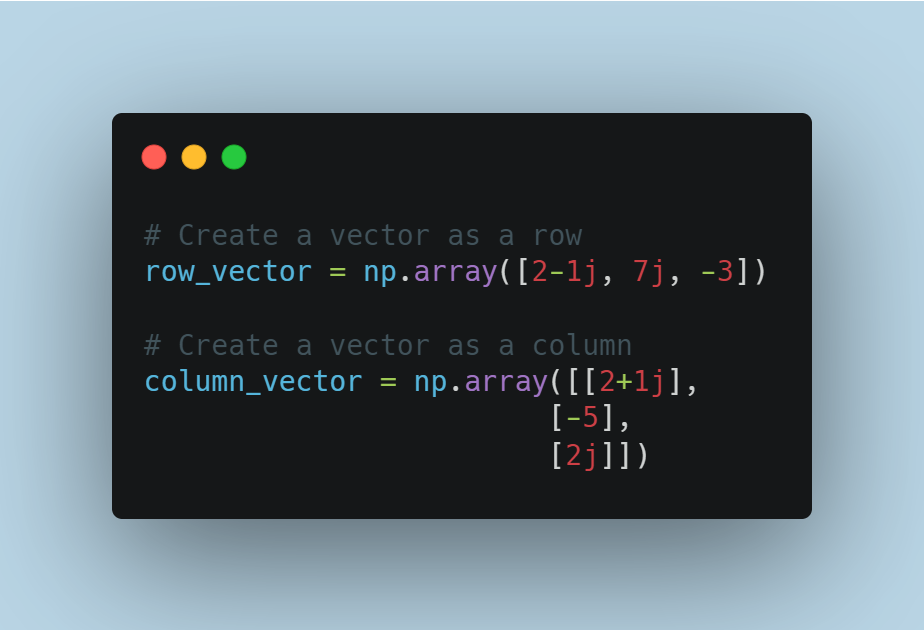 # Create a vector as a row
row_vector = np.array([2-1j, 7j, -3])
# Create a vector as a column
column_vector = np.array([[2+1j],
[-5],
[2j]])